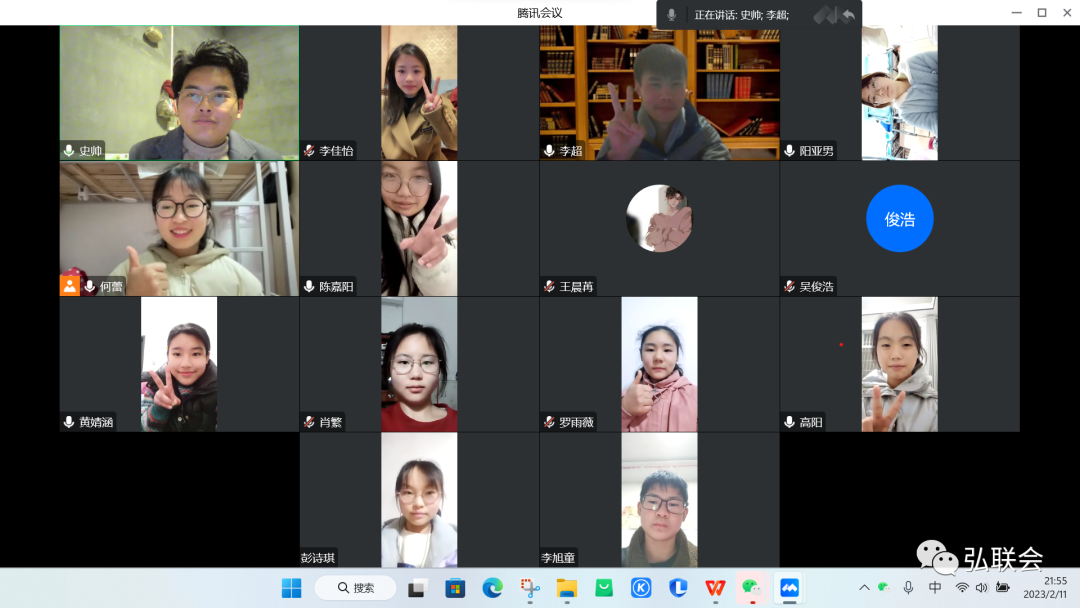 腾讯会议
正在讲话: 史帅; 李超;
史帅
李佳怡
李超
阳亚男
何蕾
陈嘉阳
王晨苒
俊浩
吴俊浩
黄婧涵
肖繁
罗雨薇
高阳
彭诗琪
李旭童
弘联会
搜索
中
21:55
2023/2/11